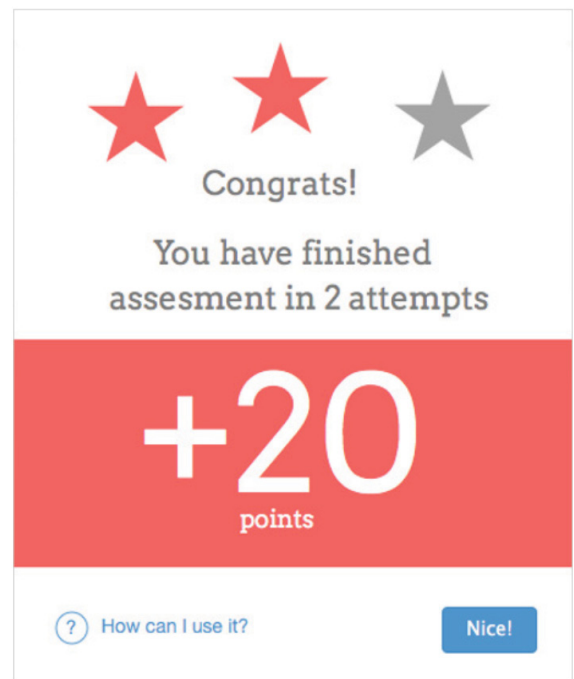 Congrats!
You have finished
assesment in 2 attempts
+20
points
? How can I use it?
Nice!